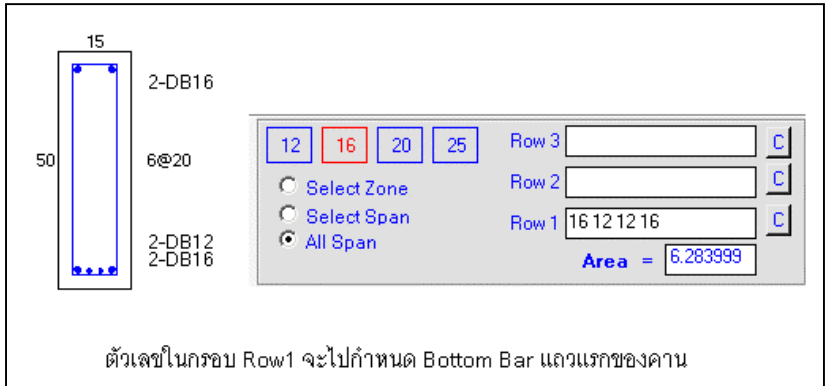 15
2-DB16
50
6@20
2-DB12
2-DB16
12 16 20 25
Select Zone
Select Span
All Span
Row 3 C
Row 2 C
Row 1 16 12 12 16 C
Area = 6.283999
ตัวเลขในกรอบ Row1 จะไปกำหนด Bottom Bar แถวแรกของคาน